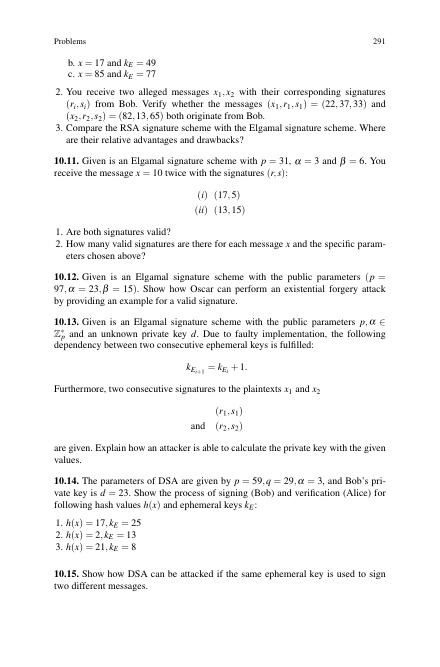 Problems 291
b. x = 17 and k_E = 49
c. x = 85 and k_E = 77
2. You receive two alleged messages x_1, x_2 with their corresponding signatures
(r_i, s_i) from Bob. Verify whether the messages (x_1, r_1, s_1) = (22, 37, 33) and
(x_2, r_2, s_2) = (82, 13, 65) both originate from Bob.
3. Compare the RSA signature scheme with the Elgamal signature scheme. Where
are their relative advantages and drawbacks?
10.11. Given is an Elgamal signature scheme with p = 31, α = 3 and β = 6. You
receive the message x = 10 twice with the signatures (r, s):
(i) (17, 5)
(ii) (13, 15)
1. Are both signatures valid?
2. How many valid signatures are there for each message x and the specific param-
eters chosen above?
10.12. Given is an Elgamal signature scheme with the public parameters (p =
97, α = 23, β = 15). Show how Oscar can perform an existential forgery attack
by providing an example for a valid signature.
10.13. Given is an Elgamal signature scheme with the public parameters p, α ∈
ℤ_p^* and an unknown private key d. Due to faulty implementation, the following
dependency between two consecutive ephemeral keys is fulfilled:
k_{E_{i+1}} = k_{E_i} + 1.
Furthermore, two consecutive signatures to the plaintexts x_1 and x_2
(r_1, s_1)
and (r_2, s_2)
are given. Explain how an attacker is able to calculate the private key with the given
values.
10.14. The parameters of DSA are given by p = 59, q = 29, α = 3, and Bob's pri-
vate key is d = 23. Show the process of signing (Bob) and verification (Alice) for
following hash values h(x) and ephemeral keys k_E:
1. h(x) = 17, k_E = 25
2. h(x) = 2, k_E = 13
3. h(x) = 21, k_E = 8
10.15. Show how DSA can be attacked if the same ephemeral key is used to sign
two different messages.